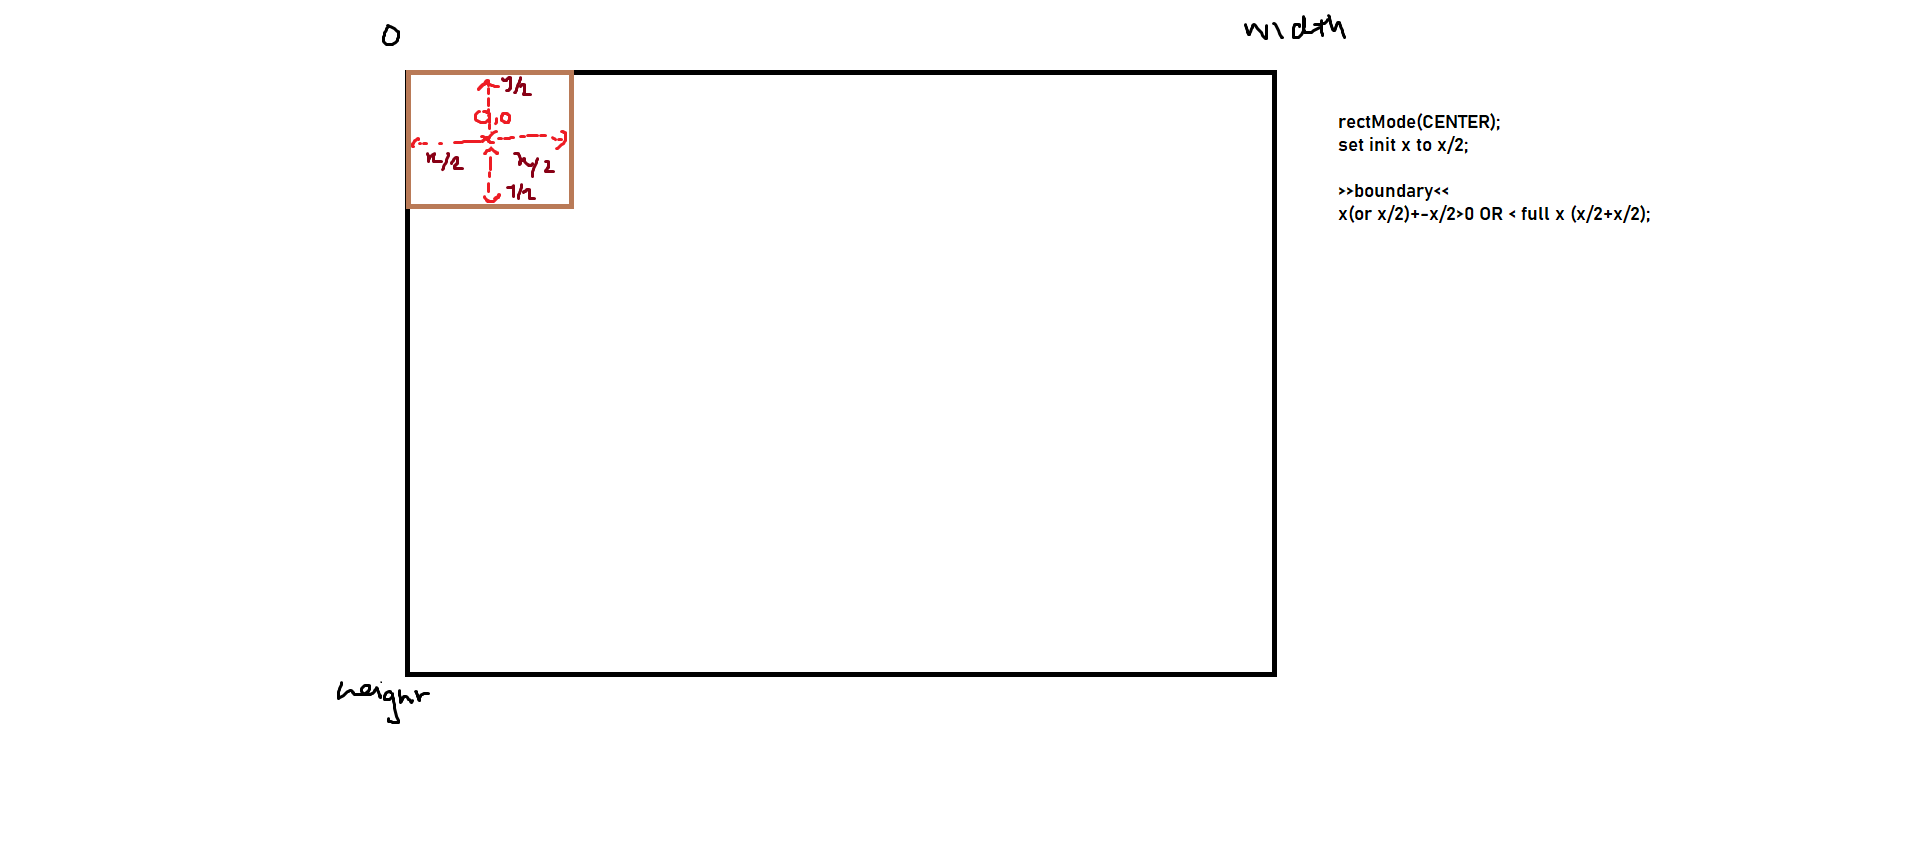 0
width
y/2
0,0
x/2
x/2
y/2
height
rectMode(CENTER);
set init x to x/2;
>>boundary<<
x(or x/2)+-x/2>0 OR < full x (x/2+x/2);